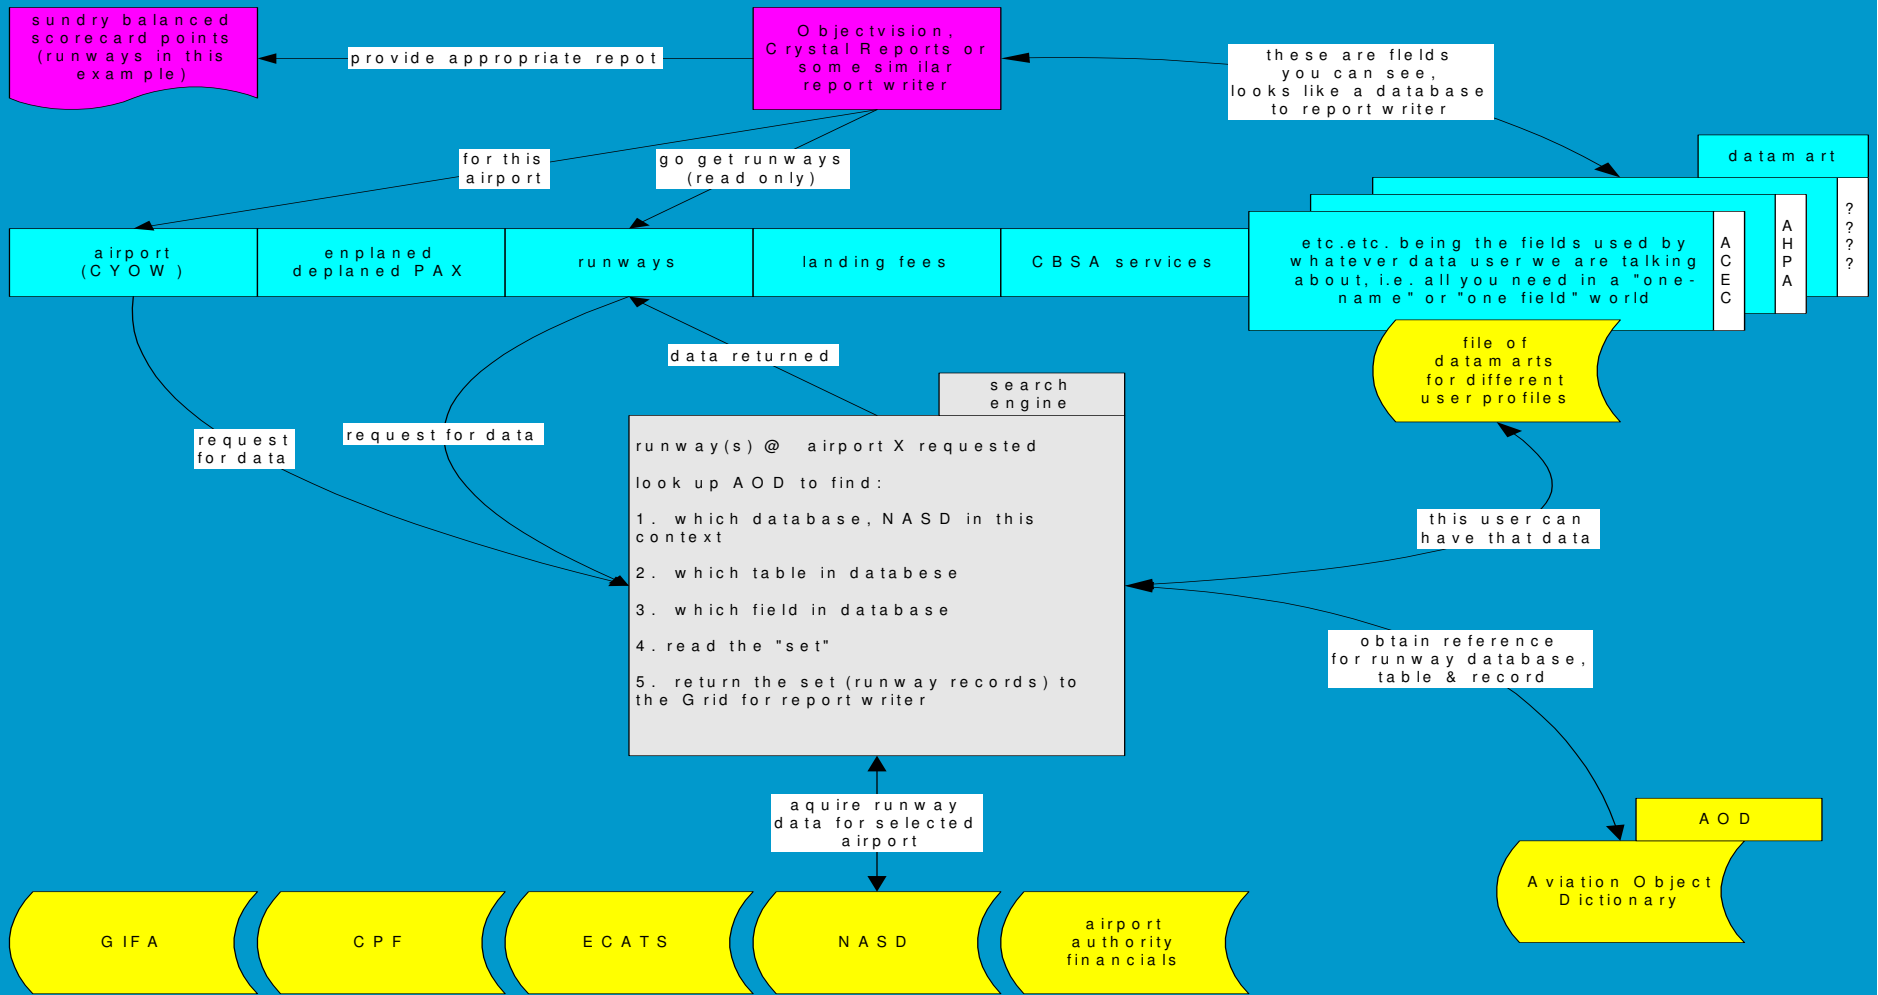 sundry balanced
scorecard points
(runways in this
example)
provide appropriate repot
Objectvision,
Crystal Reports or
some similar
report writer
these are fields
you can see,
looks like a database
to report writer
for this
airport
go get runways
(read only)
datamart
airport
(CYOW)
enplaned
deplaned PAX
runways
landing fees
CBSA services
etc.etc. being the fields used by
whatever data user we are talking
about, i.e. all you need in a "one-
name" or "one field" world
A
C
E
C
A
H
P
A
?
?
?
?
data returned
file of
datamarts
for different
user profiles
search
engine
request
for data
request for data
runway(s) @ airport X requested
look up AOD to find:
1. which database, NASD in this
context
2. which table in databese
3. which field in database
4. read the "set"
5. return the set (runway records) to
the Grid for report writer
this user can
have that data
obtain reference
for runway database,
table & record
aquire runway
data for selected
airport
AOD
Aviation Object
Dictionary
GIFA
CPF
ECATS
NASD
airport
authority
financials